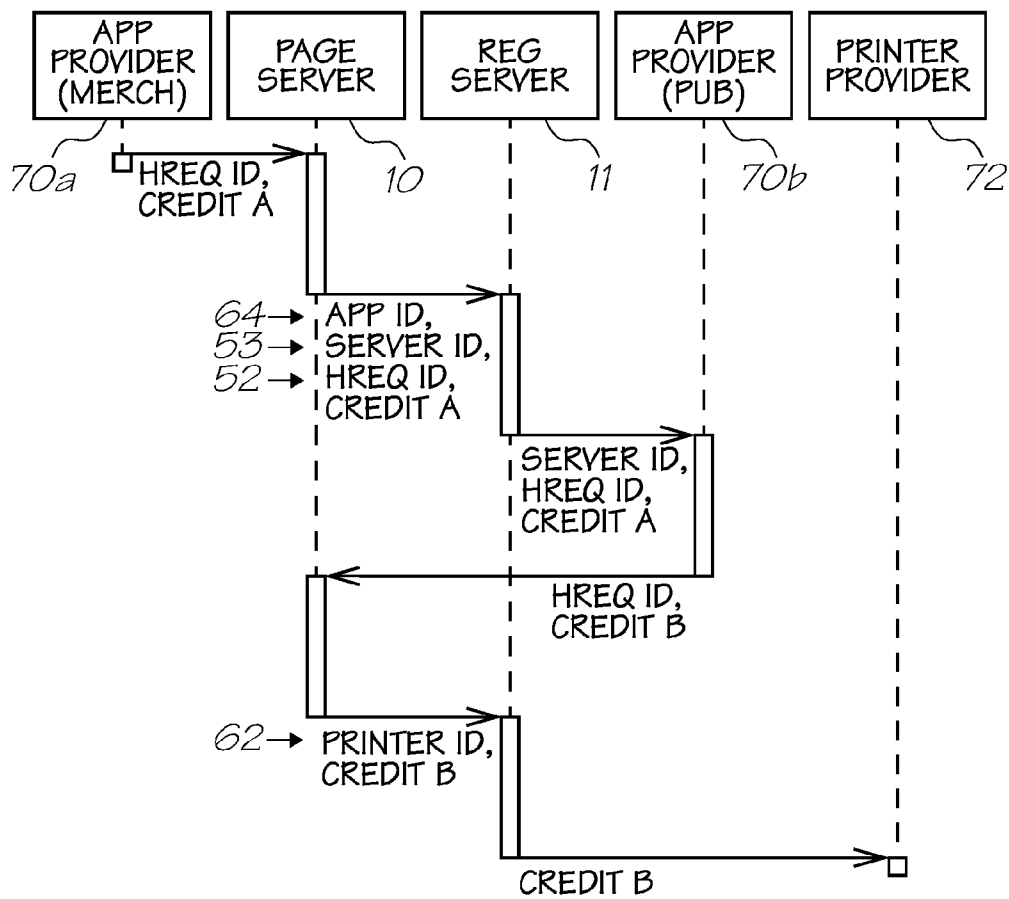 APP
PROVIDER
(MERCH)
PAGE
SERVER
REG
SERVER
APP
PROVIDER
(PUB)
PRINTER
PROVIDER
70a
10
11
70b
72
HREQ ID,
CREDIT A
64
APP ID,
53
SERVER ID,
52
HREQ ID,
CREDIT A
SERVER ID,
HREQ ID,
CREDIT A
HREQ ID,
CREDIT B
62
PRINTER ID,
CREDIT B
CREDIT B